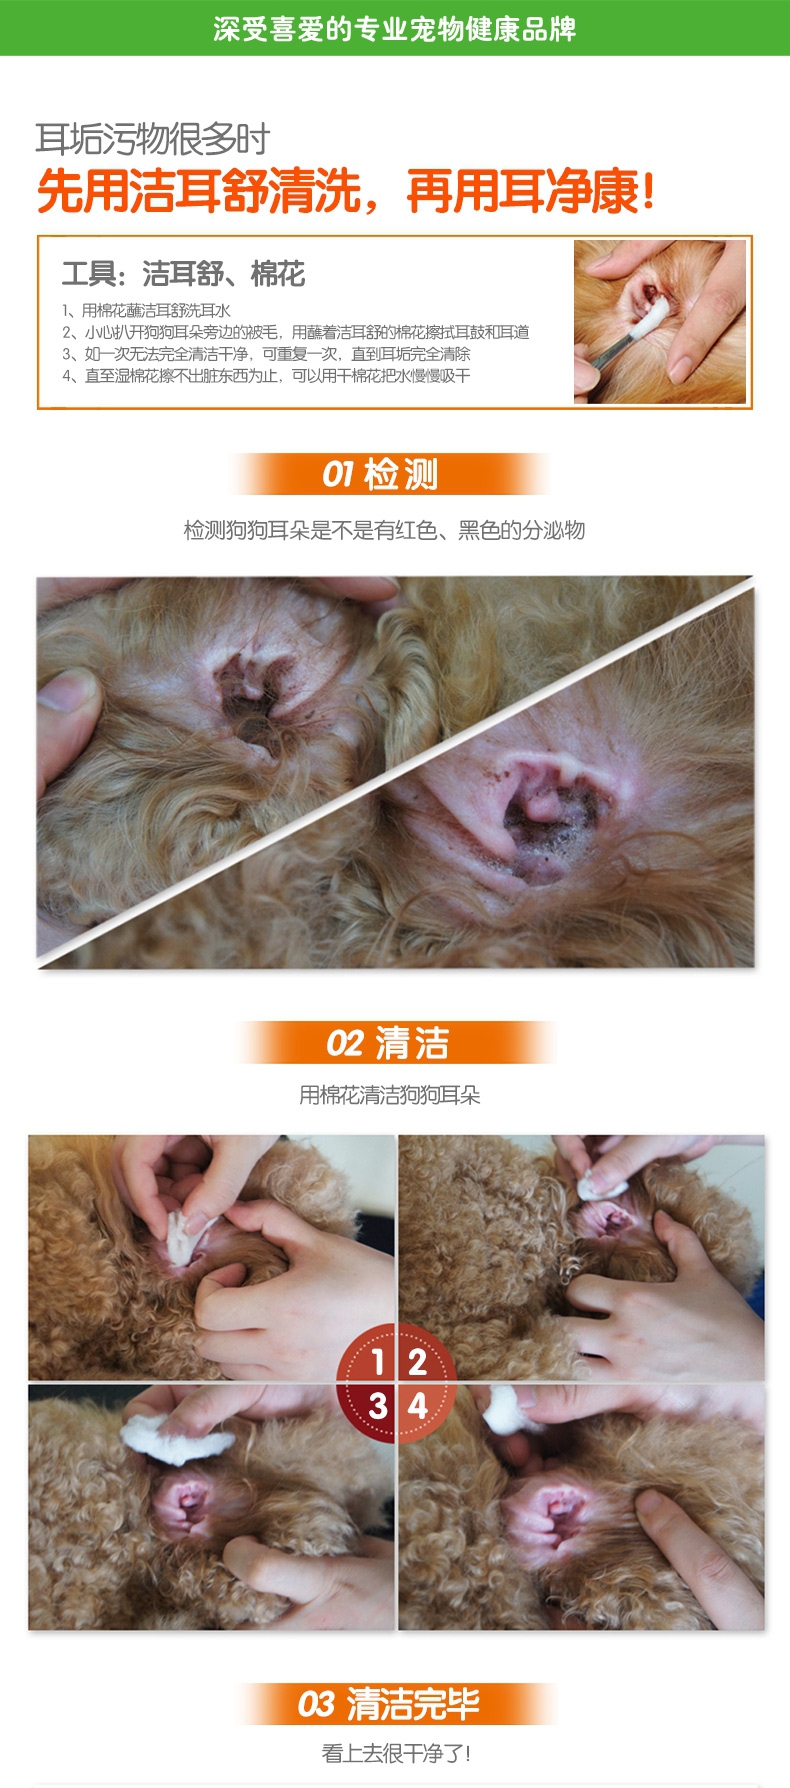 深受喜爱的专业宠物健康品牌
耳垢污物很多时
先用洁耳舒清洗，再用耳净康！
工具：洁耳舒、棉花
1、用棉花蘸洁耳舒洗耳水
2、小心扒开狗狗耳朵旁边的被毛，用蘸着洁耳舒的棉花擦拭耳鼓和耳道
3、如一次无法完全清洁干净，可重复一次，直到耳垢完全清除
4、直至湿棉花擦不出脏东西为止，可以用干棉花把水慢慢吸干
01 检测
检测狗狗耳朵是不是有红色、黑色的分泌物
02 清洁
用棉花清洁狗狗耳朵
1 2
3 4
03 清洁完毕
看上去很干净了！